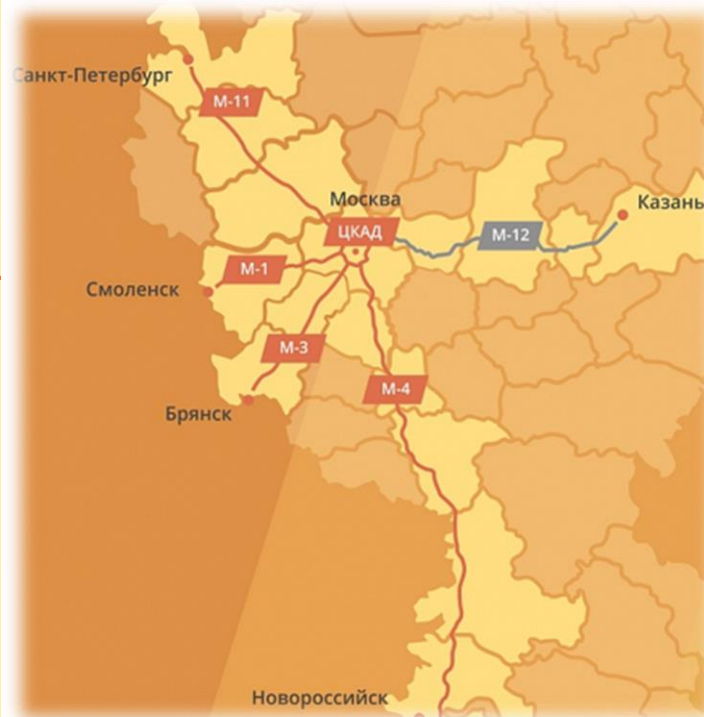 Санкт-Петербург
М-11
Москва
Казань
ЦКАД
М-12
М-1
Смоленск
М-3
М-4
Брянск
Новороссийск